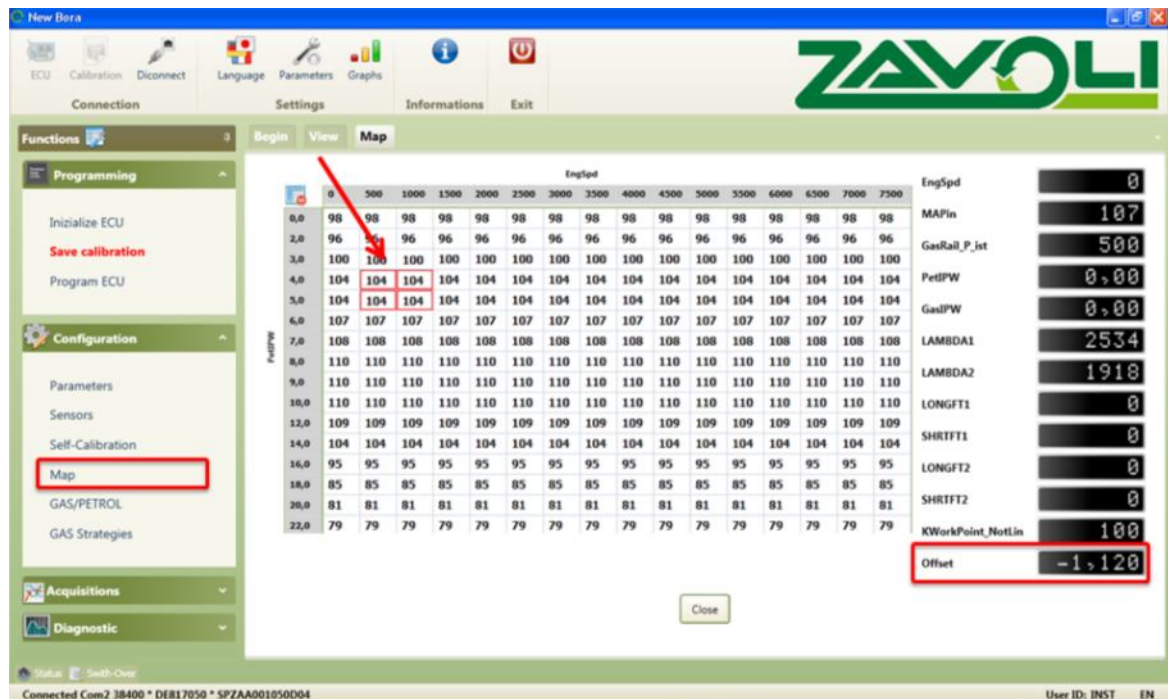 New Bora
ECU Calibration Diconnect Language Parameters Graphs
Connection Settings Informations Exit
ZAVOLI
Functions
Begin View Map
Programming
Inizialize ECU
Save calibration
Program ECU
Configuration
Parameters
Sensors
Self-Calibration
Map
GAS/PETROL
GAS Strategies
Acquisitions
Diagnostic
EngSpd
0 500 1000 1500 2000 2500 3000 3500 4000 4500 5000 5500 6000 6500 7000 7500
PetIPW
0,0 98 98 98 98 98 98 98 98 98 98 98 98 98 98 98 98
2,0 96 96 96 96 96 96 96 96 96 96 96 96 96 96 96 96
3,0 100 100 100 100 100 100 100 100 100 100 100 100 100 100 100 100
4,0 104 104 104 104 104 104 104 104 104 104 104 104 104 104 104 104
5,0 104 104 104 104 104 104 104 104 104 104 104 104 104 104 104 104
6,0 107 107 107 107 107 107 107 107 107 107 107 107 107 107 107 107
7,0 108 108 108 108 108 108 108 108 108 108 108 108 108 108 108 108
8,0 110 110 110 110 110 110 110 110 110 110 110 110 110 110 110 110
9,0 110 110 110 110 110 110 110 110 110 110 110 110 110 110 110 110
10,0 110 110 110 110 110 110 110 110 110 110 110 110 110 110 110 110
12,0 109 109 109 109 109 109 109 109 109 109 109 109 109 109 109 109
14,0 104 104 104 104 104 104 104 104 104 104 104 104 104 104 104 104
16,0 95 95 95 95 95 95 95 95 95 95 95 95 95 95 95 95
18,0 85 85 85 85 85 85 85 85 85 85 85 85 85 85 85 85
20,0 81 81 81 81 81 81 81 81 81 81 81 81 81 81 81 81
22,0 79 79 79 79 79 79 79 79 79 79 79 79 79 79 79 79
EngSpd 0
MAPin 107
GasRail_P_ist 500
PetIPW 0,00
GasIPW 0,00
LAMBDA1 2534
LAMBDA2 1918
LONGFT1 0
SHRTFT1 0
LONGFT2 0
SHRTFT2 0
KWorkPoint_NotLin 100
Offset -1,120
Close
Status Swith-Over
Connected Com2 38400 * DE817050 * SPZAA001050D04 User ID: INST EN